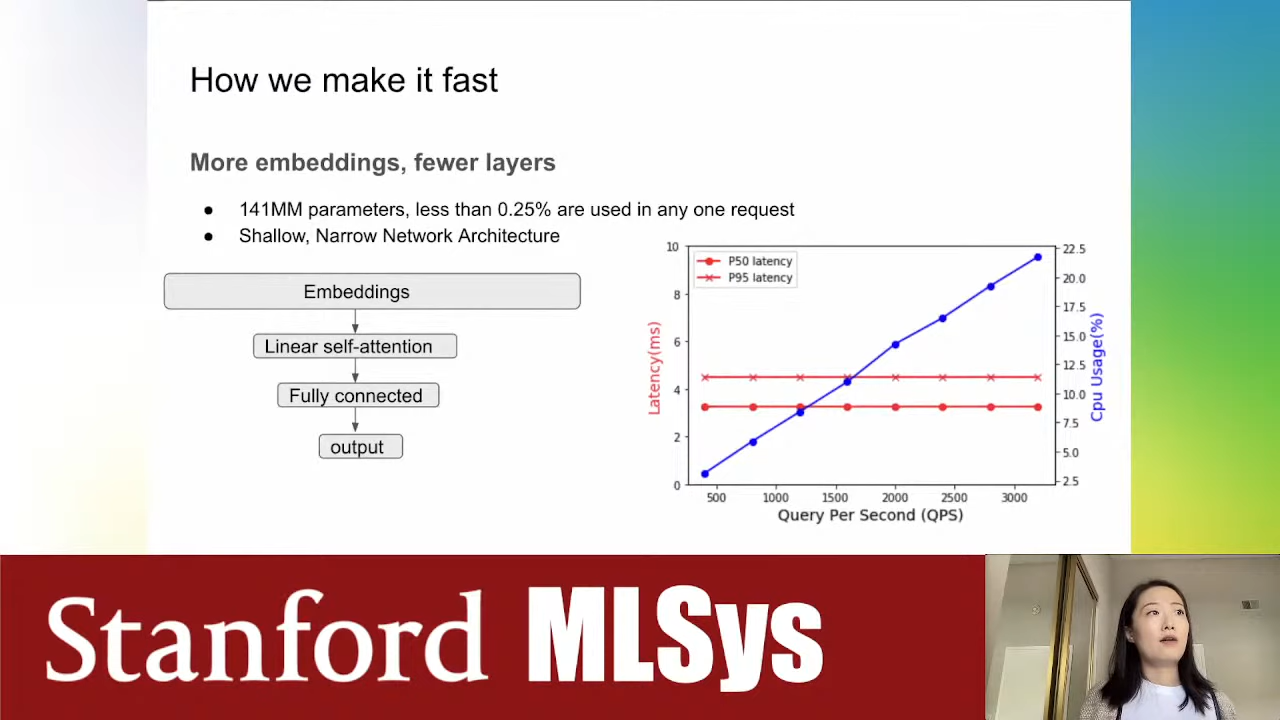 How we make it fast
More embeddings, fewer layers
● 141MM parameters, less than 0.25% are used in any one request
● Shallow, Narrow Network Architecture
Embeddings
Linear self-attention
Fully connected
output
P50 latency
P95 latency
Latency(ms)
10
8
6
4
2
0
500 1000 1500 2000 2500 3000
Query Per Second (QPS)
22.5
20.0
17.5
15.0
12.5
10.0
7.5
5.0
2.5
Cpu Usage(%)
Stanford MLSys